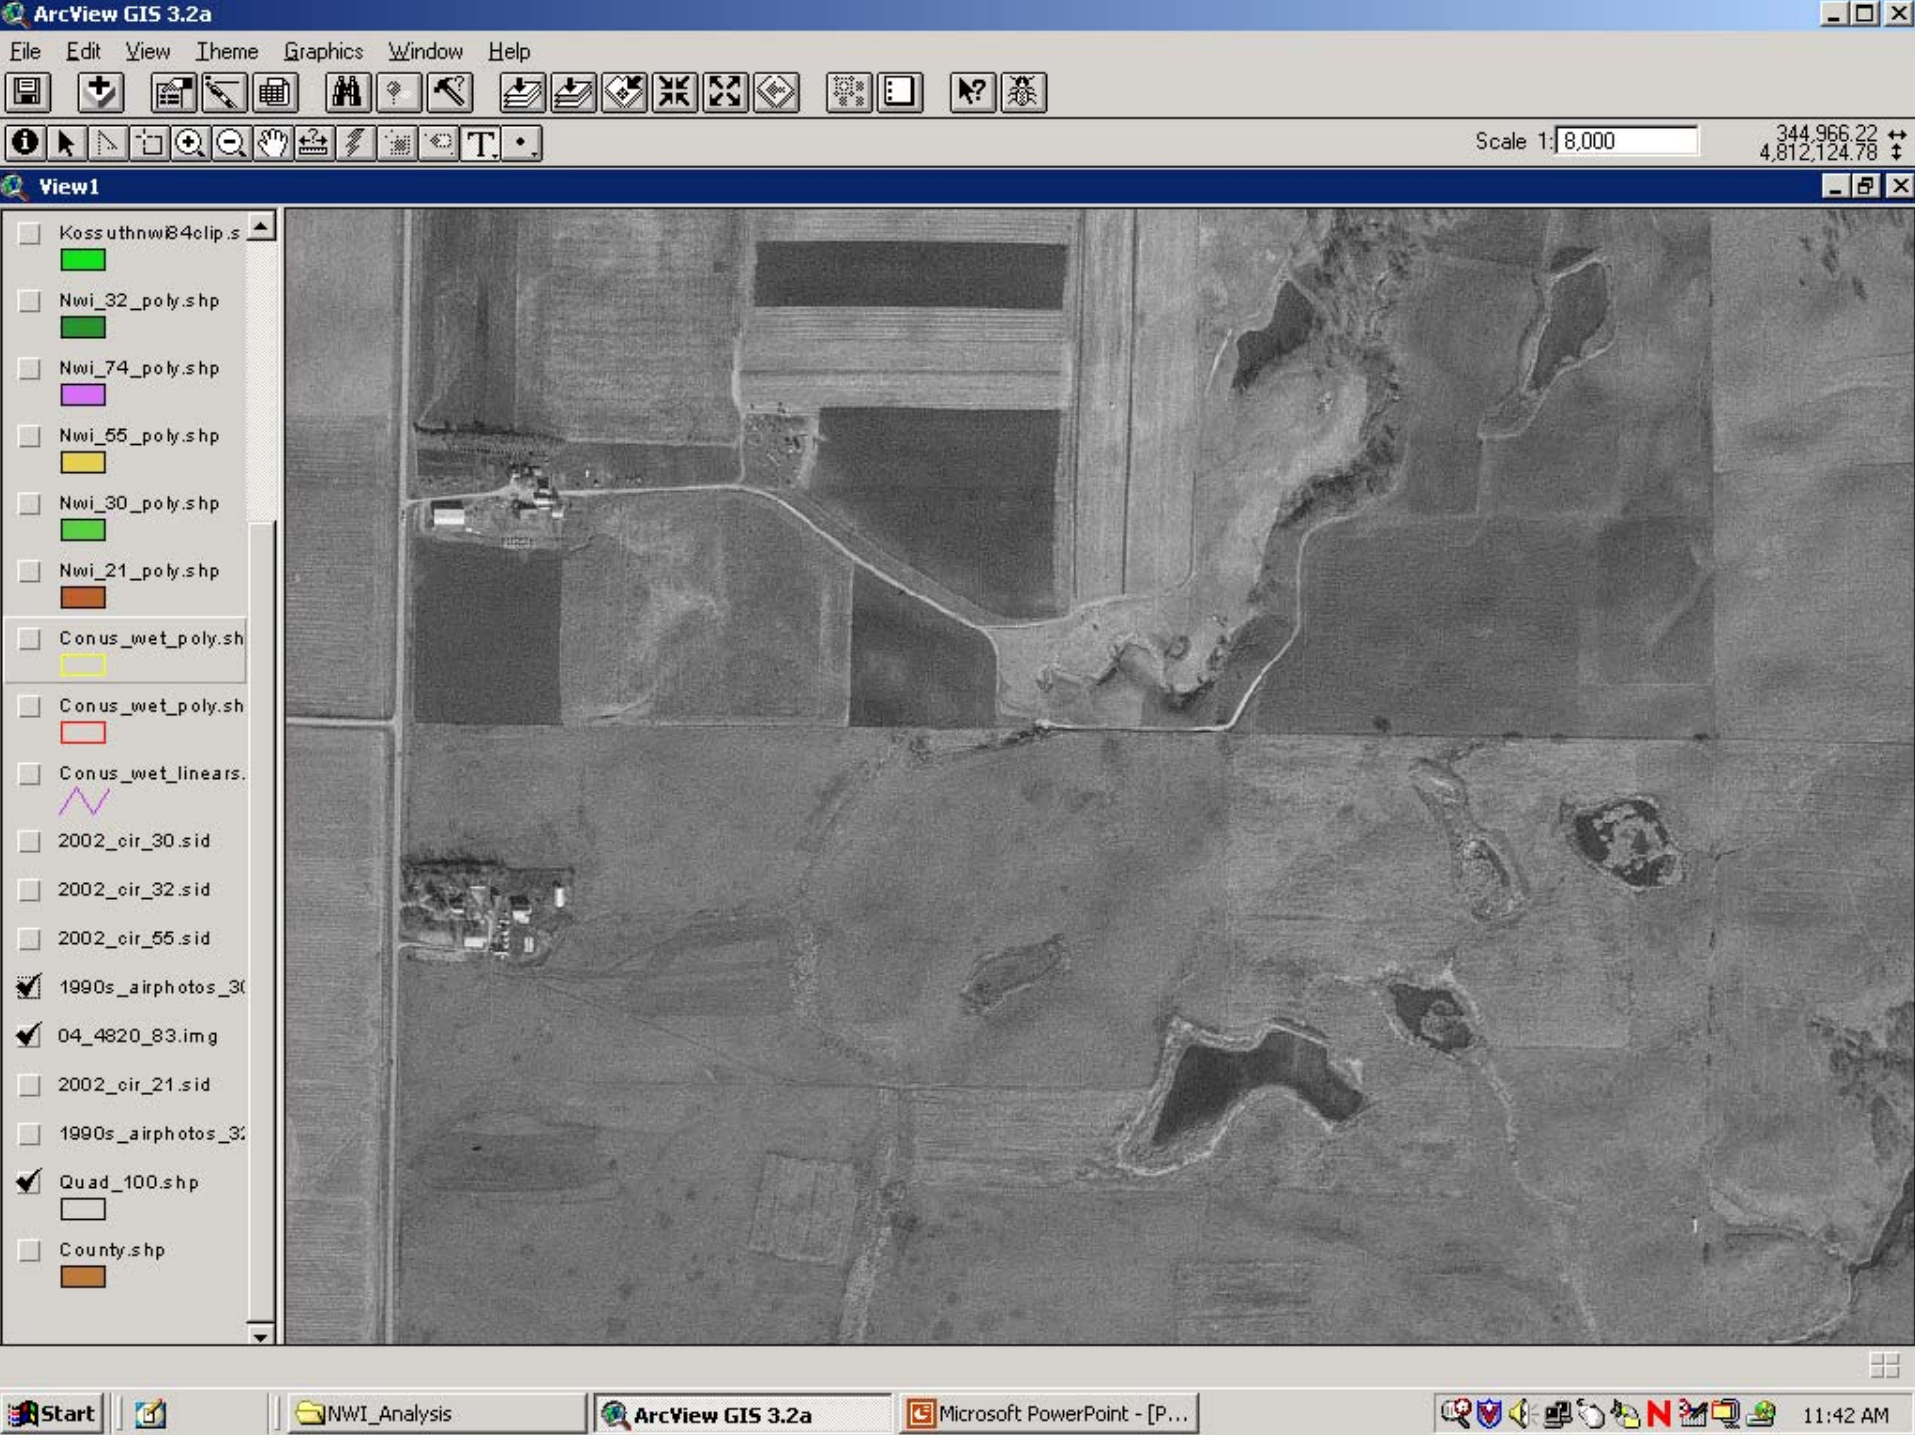 ArcView GIS 3.2a
File Edit View Theme Graphics Window Help
Scale 1: 8,000
344,966.22
4,812,124.78
View1
Kossuthnwi84clip.s
Nwi_32_poly.shp
Nwi_74_poly.shp
Nwi_55_poly.shp
Nwi_30_poly.shp
Nwi_21_poly.shp
Conus_wet_poly.sh
Conus_wet_poly.sh
Conus_wet_linears.
2002_cir_30.sid
2002_cir_32.sid
2002_cir_55.sid
1990s_airphotos_30
04_4820_83.img
2002_cir_21.sid
1990s_airphotos_32
Quad_100.shp
County.shp
Start NWI_Analysis ArcView GIS 3.2a Microsoft PowerPoint - [P... 11:42 AM